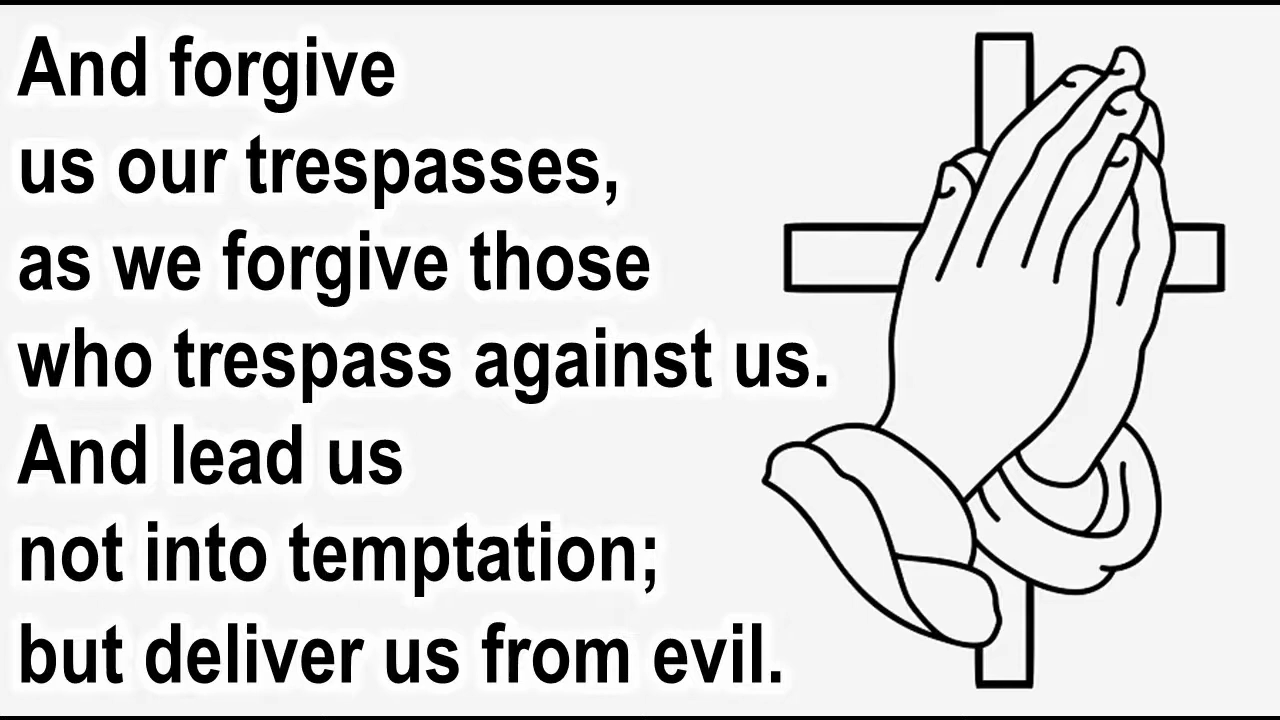 And forgive
us our trespasses,
as we forgive those
who trespass against us.
And lead us
not into temptation;
but deliver us from evil.